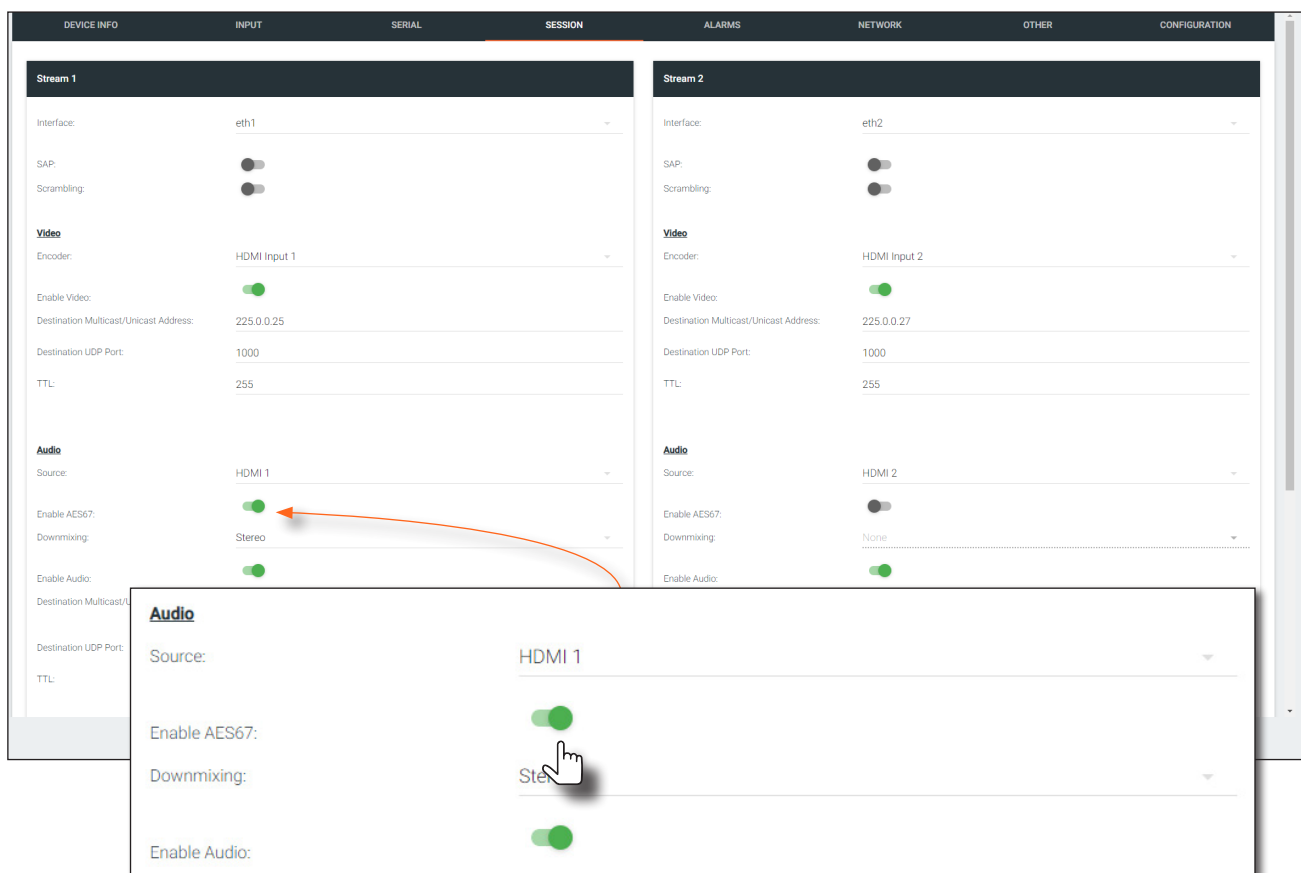 DEVICE INFO INPUT SERIAL SESSION ALARMS NETWORK OTHER CONFIGURATION
Stream 1
Interface: eth1
SAP:
Scrambling:
Video
Encoder: HDMI Input 1
Enable Video:
Destination Multicast/Unicast Address: 225.0.0.25
Destination UDP Port: 1000
TTL: 255
Audio
Source: HDMI 1
Enable AES67:
Downmixing: Stereo
Enable Audio:
Destination Multicast/U
Destination UDP Port:
TTL:
Stream 2
Interface: eth2
SAP:
Scrambling:
Video
Encoder: HDMI Input 2
Enable Video:
Destination Multicast/Unicast Address: 225.0.0.27
Destination UDP Port: 1000
TTL: 255
Audio
Source: HDMI 2
Enable AES67:
Downmixing: None
Enable Audio:
Audio
Source: HDMI 1
Enable AES67:
Downmixing:
Enable Audio: